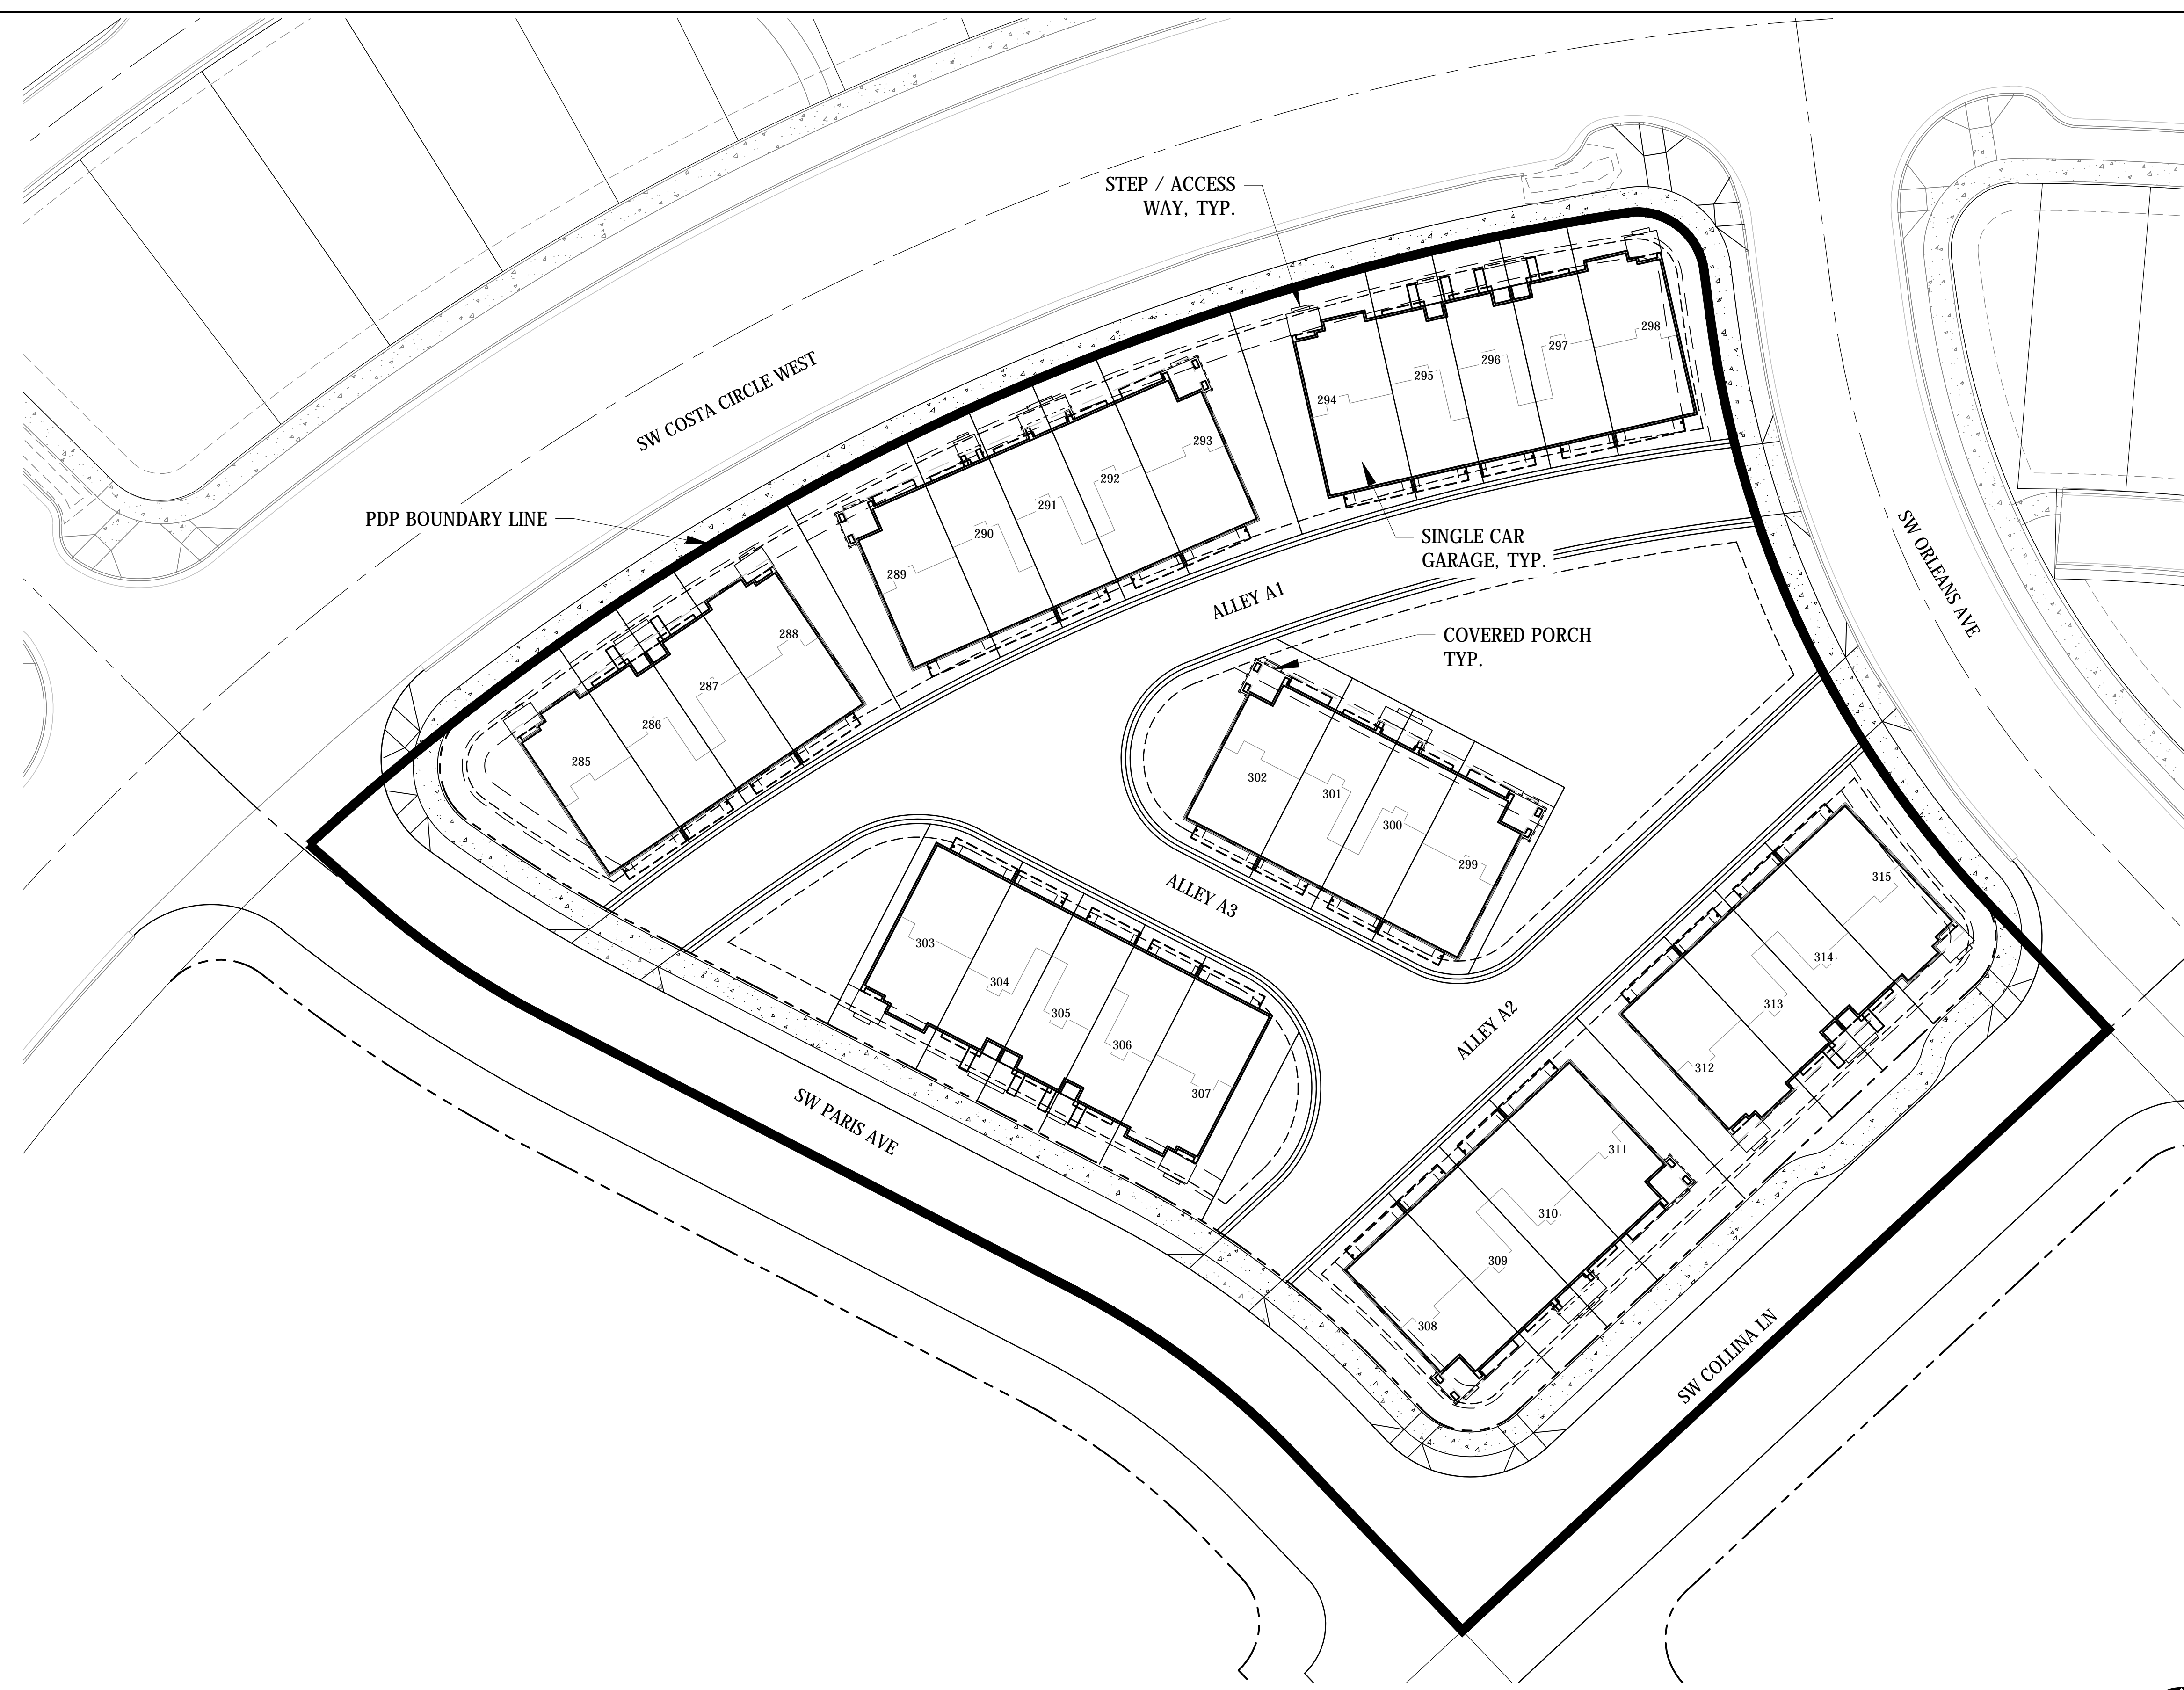 STEP / ACCESS
WAY, TYP.
SW COSTA CIRCLE WEST
PDP BOUNDARY LINE
298
297
296
295
294
293
292
291
290
289
288
287
286
285
SINGLE CAR
GARAGE, TYP.
SW ORLEANS AVE
ALLEY A1
COVERED PORCH
TYP.
302
301
300
299
ALLEY A3
303
304
305
306
307
ALLEY A2
315
314
313
312
311
310
309
308
SW PARIS AVE
SW COLLINA LN